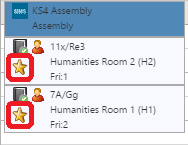 SIMS KS4 Assembly
Assembly
11x/Re3
Humanities Room 2 (H2)
Fri:1
7A/Gg
Humanities Room 1 (H1)
Fri:2